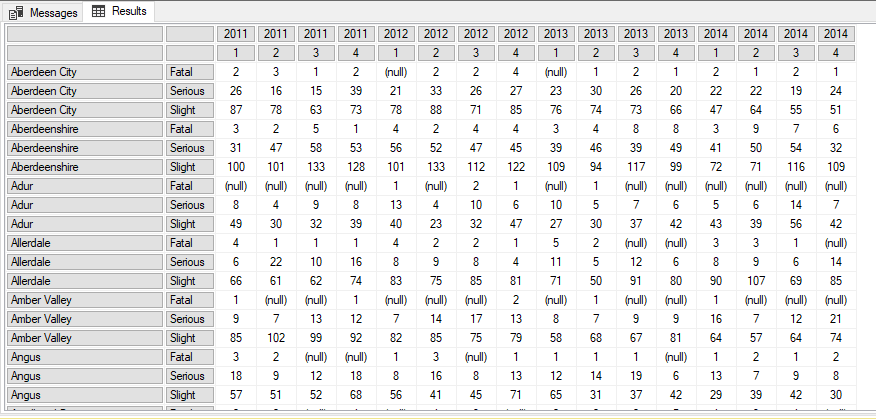 Messages Results
2011 2011 2011 2011 2012 2012 2012 2012 2013 2013 2013 2013 2014 2014 2014 2014
1 2 3 4 1 2 3 4 1 2 3 4 1 2 3 4
Aberdeen City Fatal 2 3 1 2 (null) 2 2 4 (null) 1 2 1 2 1 2 1
Aberdeen City Serious 26 16 15 39 21 33 26 27 23 30 26 20 22 22 19 24
Aberdeen City Slight 87 78 63 73 78 88 71 85 76 74 73 66 47 64 55 51
Aberdeenshire Fatal 3 2 5 1 4 2 4 4 3 4 8 8 3 9 7 6
Aberdeenshire Serious 31 47 58 53 56 52 47 45 39 46 39 49 41 50 54 32
Aberdeenshire Slight 100 101 133 128 101 133 112 122 109 94 117 99 72 71 116 109
Adur Fatal (null) (null) (null) (null) 1 (null) 2 1 (null) 1 (null) (null) (null) (null) (null) (null)
Adur Serious 8 4 9 8 13 4 10 6 10 5 7 6 5 6 14 7
Adur Slight 49 30 32 39 40 23 32 47 27 30 37 42 43 39 56 42
Allerdale Fatal 4 1 1 1 4 2 2 1 5 2 (null) (null) 3 3 1 (null)
Allerdale Serious 6 22 10 16 8 9 8 4 11 5 12 6 8 9 6 14
Allerdale Slight 66 61 62 74 83 75 85 81 71 50 91 80 90 107 69 85
Amber Valley Fatal 1 (null) (null) 1 (null) (null) (null) 2 (null) 1 (null) (null) 1 (null) (null) (null)
Amber Valley Serious 9 7 13 12 7 14 17 13 8 7 9 9 16 7 12 21
Amber Valley Slight 85 102 99 92 82 85 75 79 58 68 67 81 64 57 64 74
Angus Fatal 3 2 (null) (null) 1 3 (null) 1 1 1 1 (null) 1 2 1 2
Angus Serious 18 9 12 18 8 16 8 13 12 14 19 6 13 7 9 8
Angus Slight 57 51 52 68 56 41 45 71 65 31 37 42 29 39 42 30